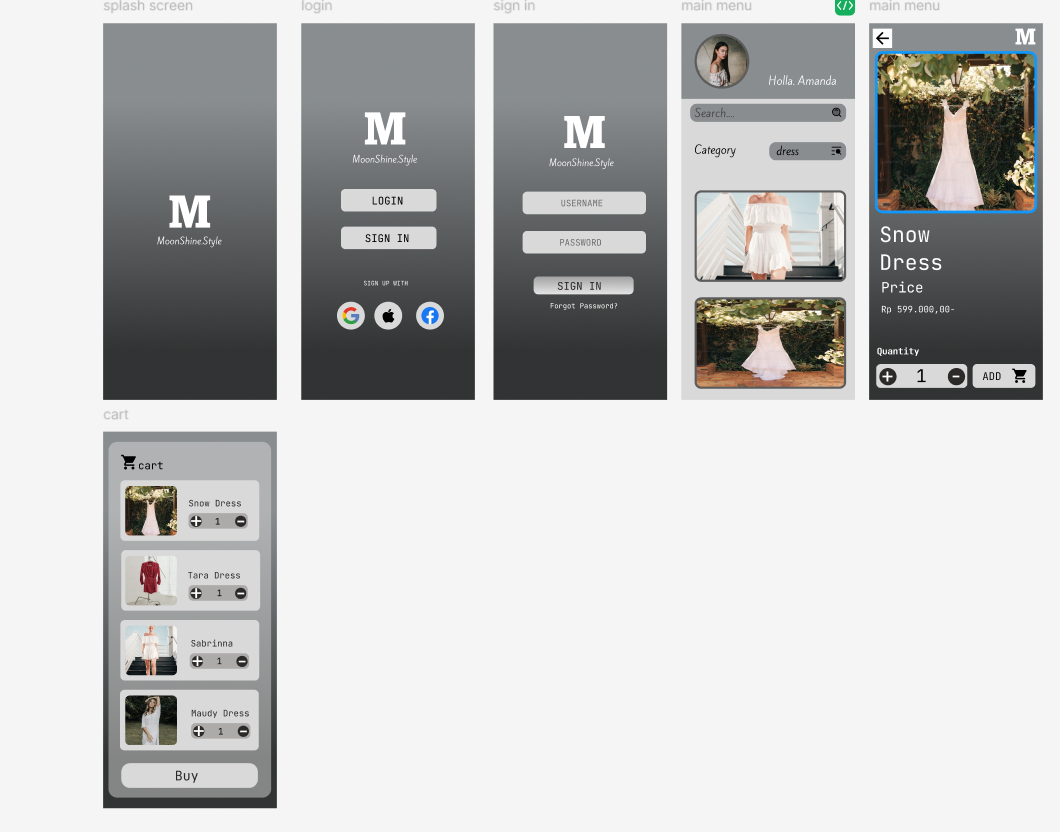 splash screen
login
sign in
main menu
main menu
M
MoonShine.Style
M
MoonShine.Style
LOGIN
SIGN IN
SIGN UP WITH
G
M
MoonShine.Style
USERNAME
PASSWORD
SIGN IN
Forgot Password?
</>
Holla. Amanda
Search....
Category
dress
M
Snow
Dress
Price
Rp 599.000,00-
Quantity
1
ADD
cart
cart
Snow Dress
1
Tara Dress
1
Sabrinna
1
Maudy Dress
1
Buy